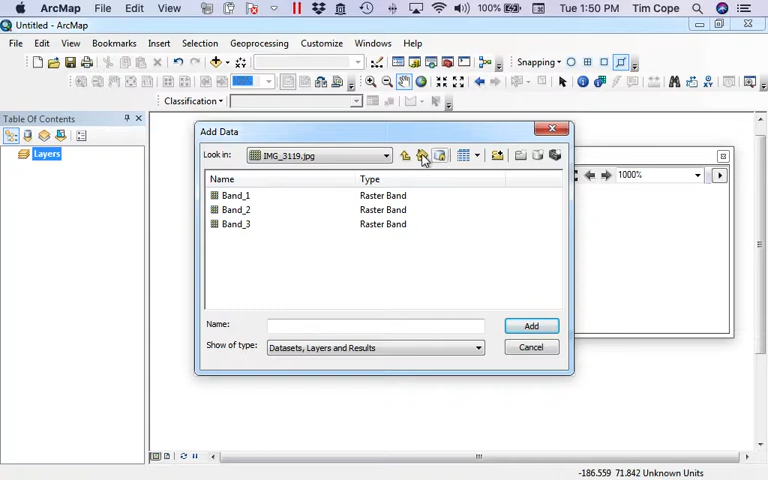 ArcMap File Edit View 100% Tue 1:50 PM Tim Cope
Untitled - ArcMap
File Edit View Bookmarks Insert Selection Geoprocessing Customize Windows Help
Snapping
100%
Classification
Table Of Contents
Layers
Add Data
Look in: IMG_3119.jpg
1000%
Name Type
Band_1 Raster Band
Band_2 Raster Band
Band_3 Raster Band
Name: Add
Show of type: Datasets, Layers and Results Cancel
-186.559 71.842 Unknown Units